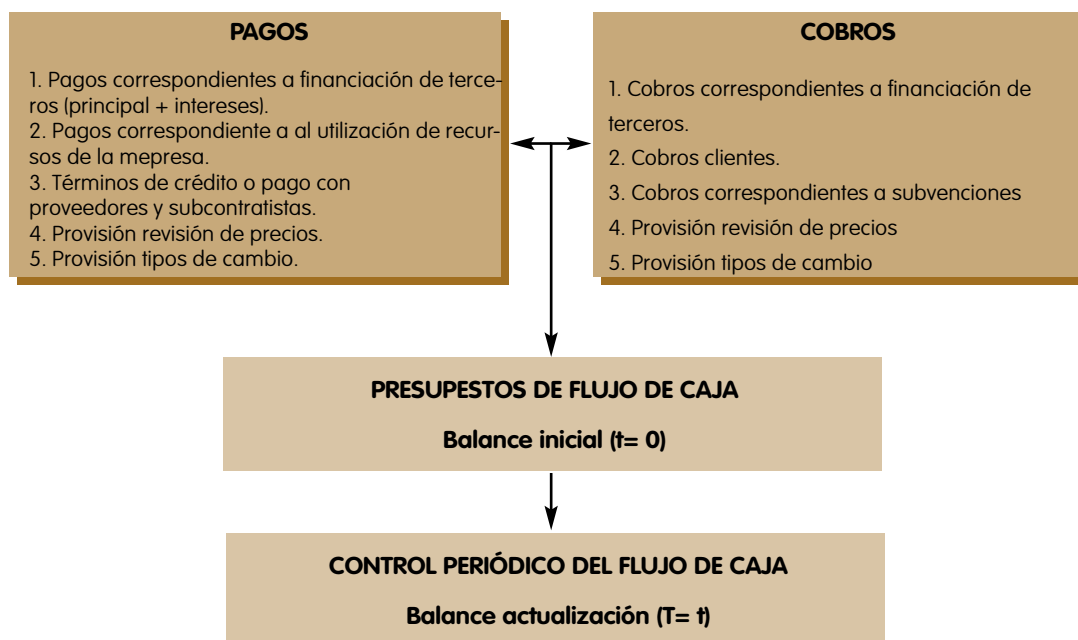 PAGOS
1. Pagos correspondientes a financiación de terce-
ros (principal + intereses).
2. Pagos correspondiente a al utilización de recur-
sos de la mepresa.
3. Términos de crédito o pago con
proveedores y subcontratistas.
4. Provisión revisión de precios.
5. Provisión tipos de cambio.
COBROS
1. Cobros correspondientes a financiación de
terceros.
2. Cobros clientes.
3. Cobros correspondientes a subvenciones
4. Provisión revisión de precios
5. Provisión tipos de cambio
PRESUPESTOS DE FLUJO DE CAJA
Balance inicial (t= 0)
CONTROL PERIÓDICO DEL FLUJO DE CAJA
Balance actualización (T= t)